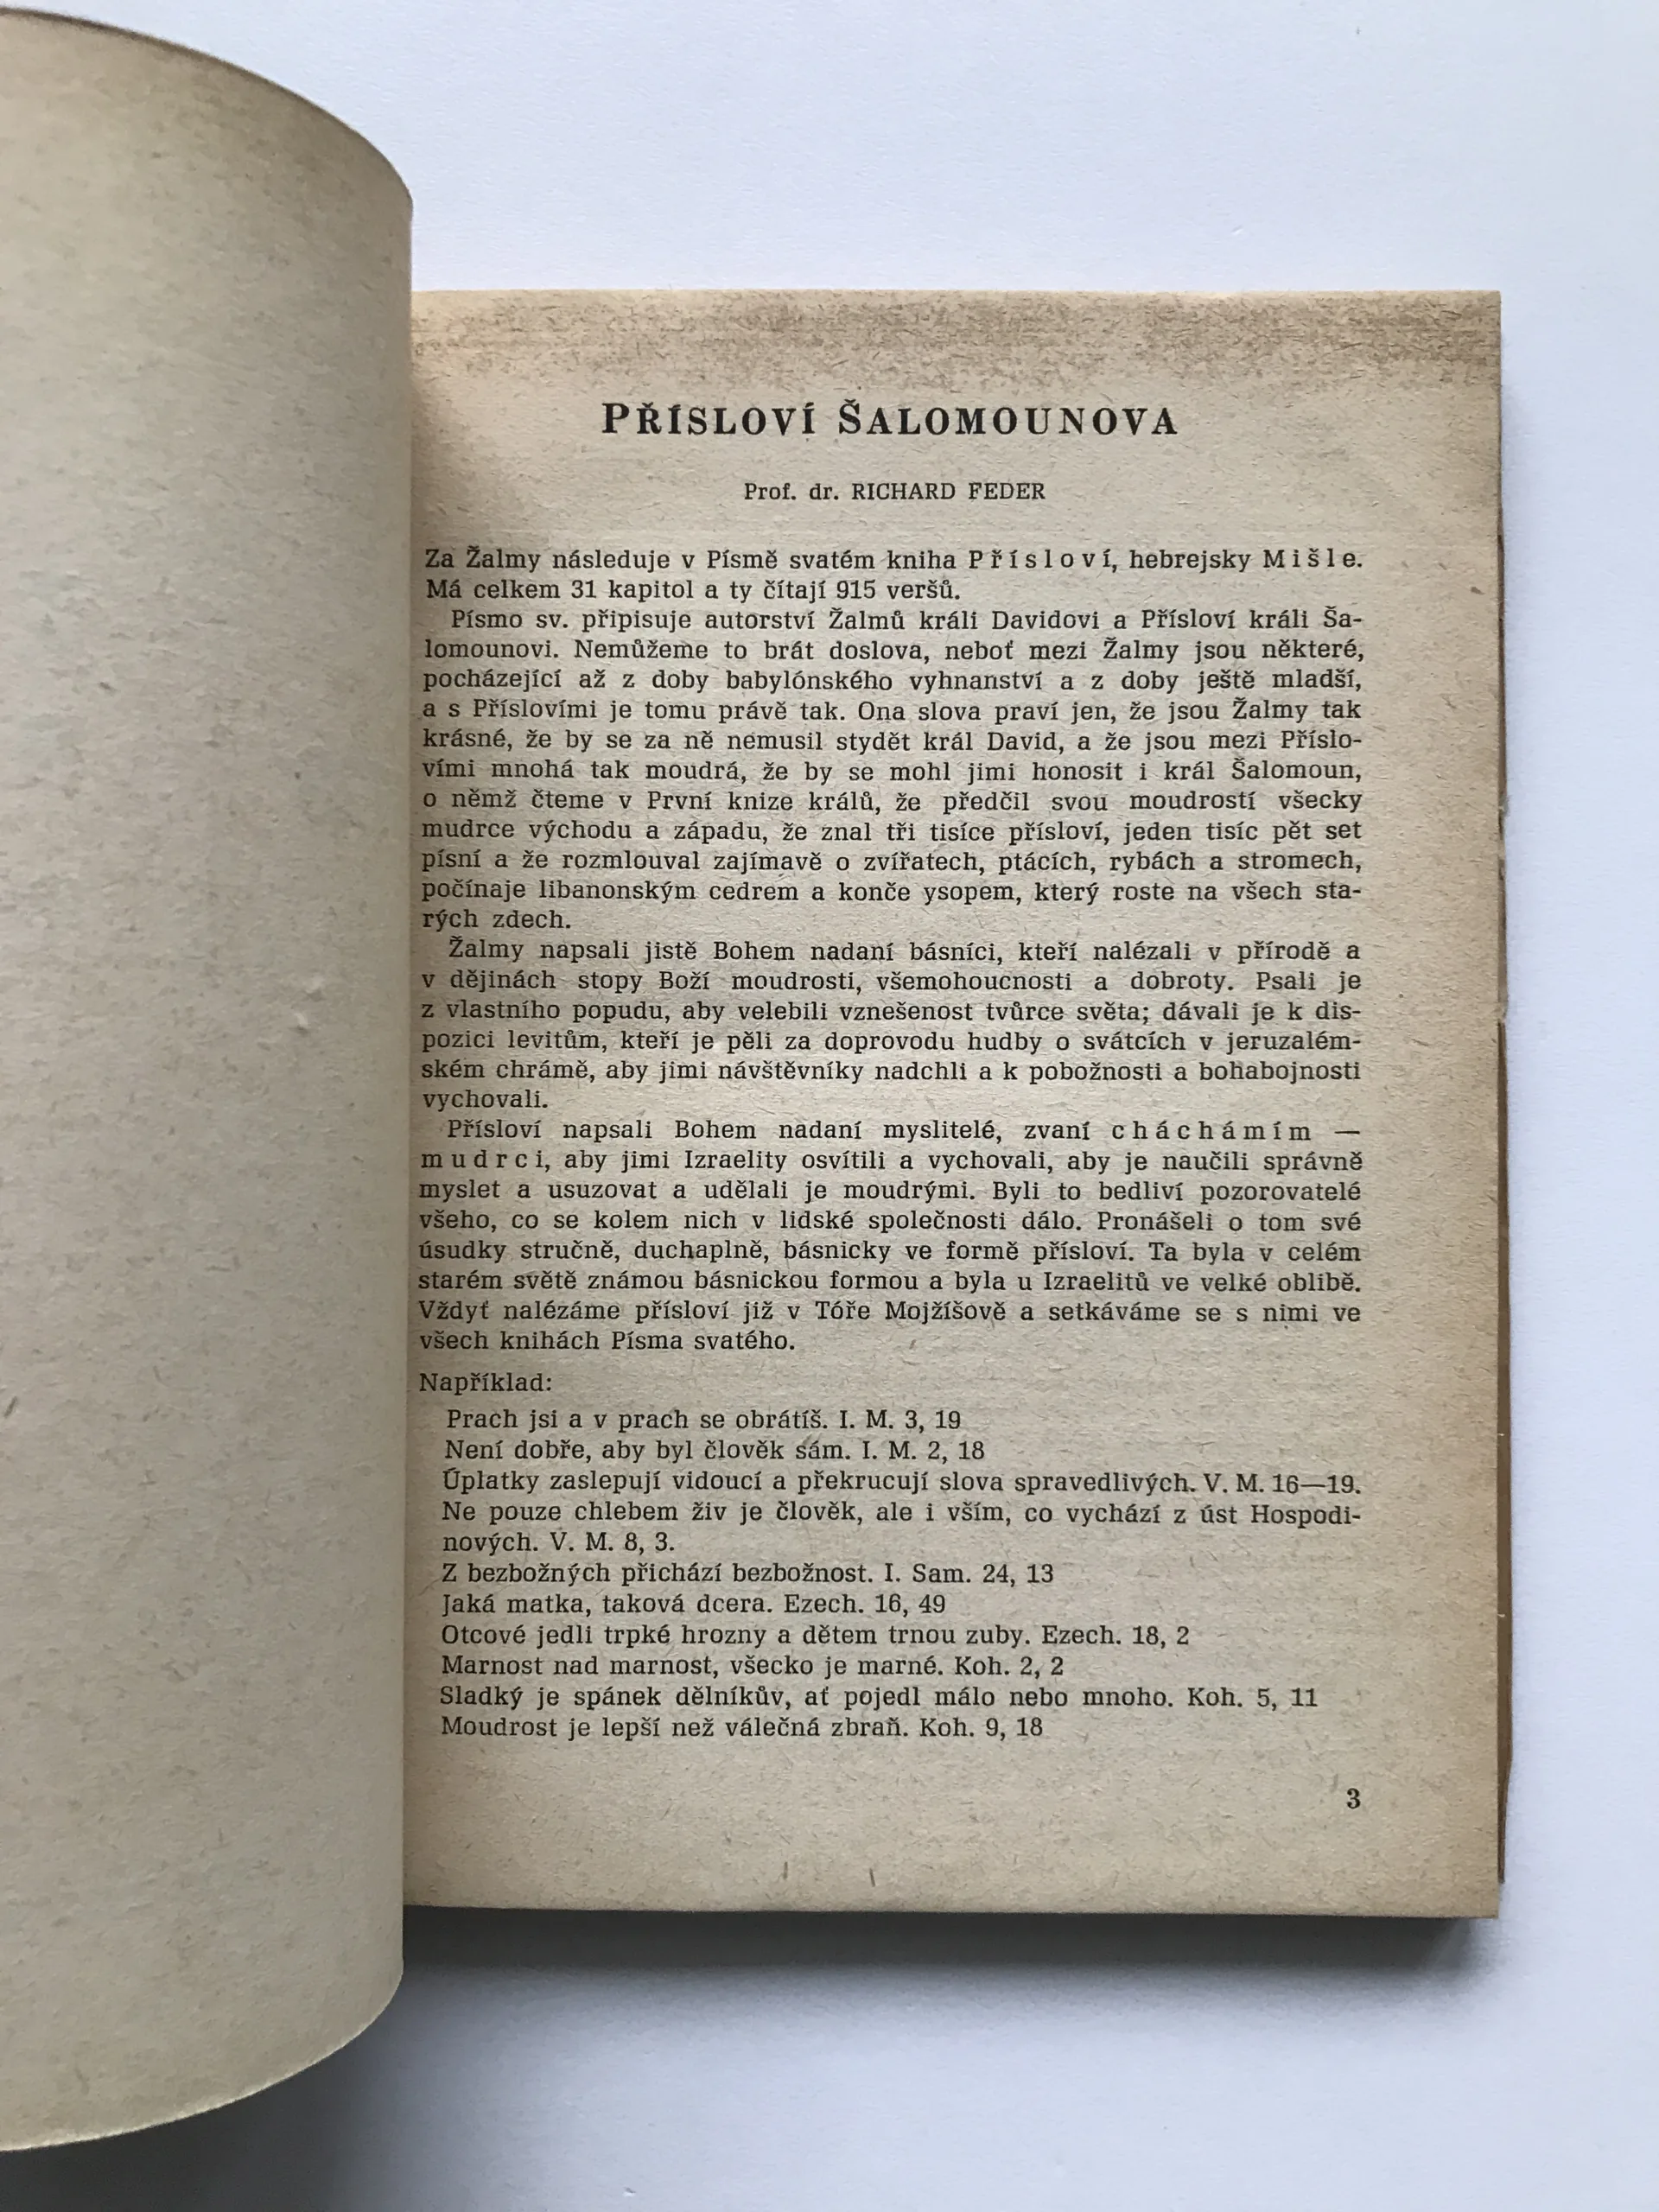 PŘÍSLOVÍ ŠALOMOUNOVA
Prof. dr. RICHARD FEDER
Za Žalmy následuje v Písmě svatém kniha Přísloví, hebrejsky Mišle.
Má celkem 31 kapitol a ty čítají 915 veršů.
Písmo sv. připisuje autorství Žalmů králi Davidovi a Přísloví králi Ša-
lomounovi. Nemůžeme to brát doslova, neboť mezi Žalmy jsou některé,
pocházející až z doby babylónského vyhnanství a z doby ještě mladší,
a s Příslovími je tomu právě tak. Ona slova praví jen, že jsou Žalmy tak
krásné, že by se za ně nemusil stydět král David, a že jsou mezi Příslo-
vími mnohá tak moudrá, že by se mohl jimi honosit i král Šalomoun,
o němž čteme v První knize králů, že předčil svou moudrostí všecky
mudrce východu a západu, že znal tři tisíce přísloví, jeden tisíc pět set
písní a že rozmlouval zajímavě o zvířatech, ptácích, rybách a stromech,
počínaje libanonským cedrem a konče ysopem, který roste na všech sta-
rých zdech.
Žalmy napsali jistě Bohem nadaní básníci, kteří nalézali v přírodě a
v dějinách stopy Boží moudrosti, všemohoucnosti a dobroty. Psali je
z vlastního popudu, aby velebili vznešenost tvůrce světa; dávali je k dis-
pozici levitům, kteří je pěli za doprovodu hudby o svátcích v jeruzalém-
ském chrámě, aby jimi návštěvníky nadchli a k pobožnosti a bohabojnosti
vychovali.
Přísloví napsali Bohem nadaní myslitelé, zvaní cháchámím —
mudrci, aby jimi Izraelity osvítili a vychovali, aby je naučili správně
myslet a usuzovat a udělali je moudrými. Byli to bedliví pozorovatelé
všeho, co se kolem nich v lidské společnosti dálo. Pronášeli o tom své
úsudky stručně, duchaplně, básnicky ve formě přísloví. Ta byla v celém
starém světě známou básnickou formou a byla u Izraelitů ve velké oblibě.
Vždyť nalézáme přísloví již v Tóře Mojžíšově a setkáváme se s nimi ve
všech knihách Písma svatého.
Například:
Prach jsi a v prach se obrátíš. I. M. 3, 19
Není dobře, aby byl člověk sám. I. M. 2, 18
Úplatky zaslepují vidoucí a překrucují slova spravedlivých. V. M. 16—19.
Ne pouze chlebem živ je člověk, ale i vším, co vychází z úst Hospodi-
nových. V. M. 8, 3.
Z bezbožných přichází bezbožnost. I. Sam. 24, 13
Jaká matka, taková dcera. Ezech. 16, 49
Otcové jedli trpké hrozny a dětem trnou zuby. Ezech. 18, 2
Marnost nad marnost, všecko je marné. Koh. 2, 2
Sladký je spánek dělníkův, ať pojedl málo nebo mnoho. Koh. 5, 11
Moudrost je lepší než válečná zbraň. Koh. 9, 18
3